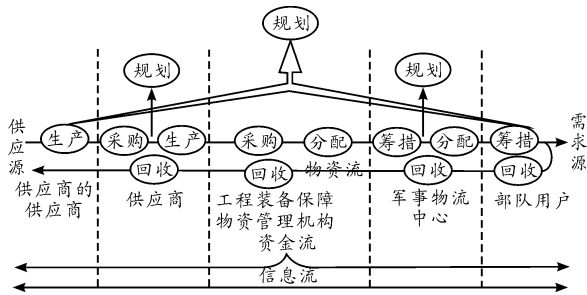 规划
规划
规划
供应源
生产
采购
生产
采购
分配
筹措
分配
筹措
需求源
回收
回收
物资流
回收
回收
供应商的
供应商
供应商
工程装备保障
物资管理机构
军事物流
中心
部队用户
资金流
信息流